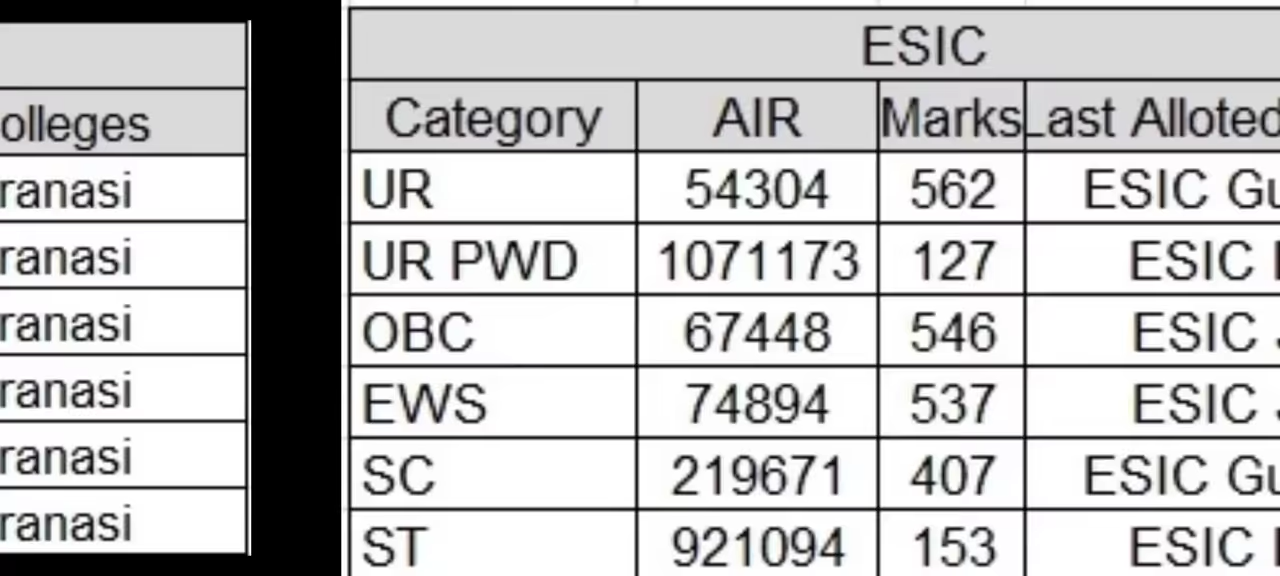 olleges
ranasi
ranasi
ranasi
ranasi
ranasi
ranasi
ESIC
Category AIR Marks Last Alloted
UR 54304 562 ESIC Gu
UR PWD 1071173 127 ESIC
OBC 67448 546 ESIC
EWS 74894 537 ESIC
SC 219671 407 ESIC Gu
ST 921094 153 ESIC